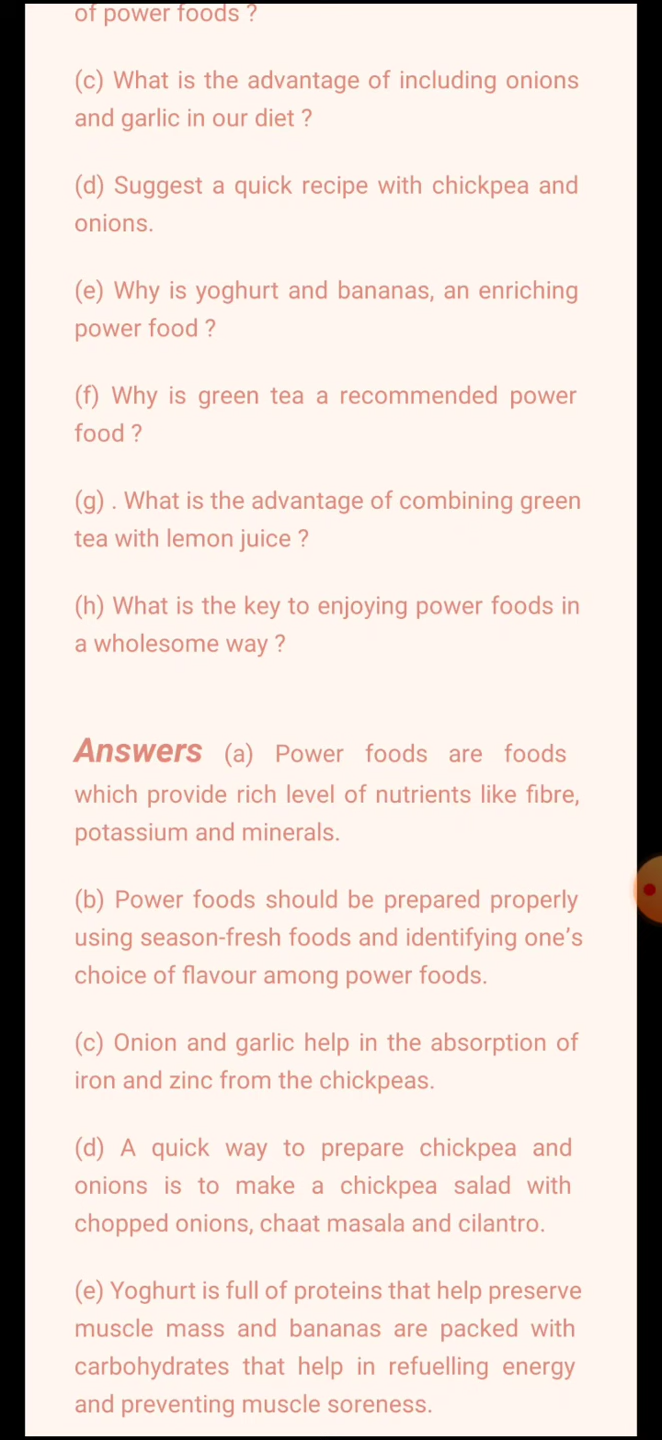 of power foods ?
(c) What is the advantage of including onions
and garlic in our diet ?
(d) Suggest a quick recipe with chickpea and
onions.
(e) Why is yoghurt and bananas, an enriching
power food ?
(f) Why is green tea a recommended power
food ?
(g) . What is the advantage of combining green
tea with lemon juice ?
(h) What is the key to enjoying power foods in
a wholesome way ?
Answers (a) Power foods are foods
which provide rich level of nutrients like fibre,
potassium and minerals.
(b) Power foods should be prepared properly
using season-fresh foods and identifying one’s
choice of flavour among power foods.
(c) Onion and garlic help in the absorption of
iron and zinc from the chickpeas.
(d) A quick way to prepare chickpea and
onions is to make a chickpea salad with
chopped onions, chaat masala and cilantro.
(e) Yoghurt is full of proteins that help preserve
muscle mass and bananas are packed with
carbohydrates that help in refuelling energy
and preventing muscle soreness.